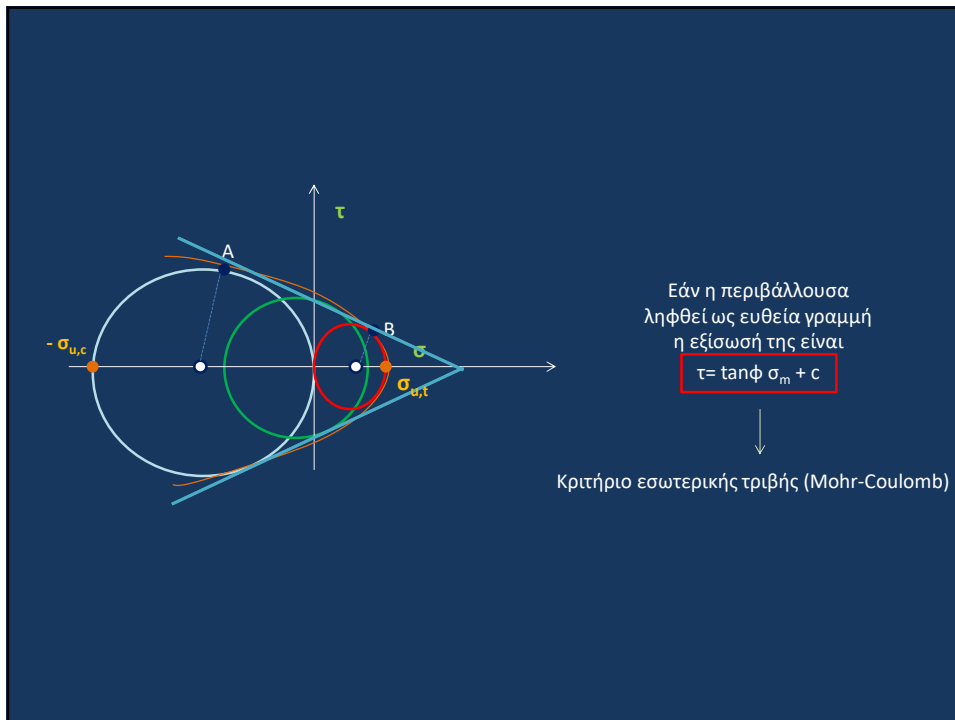 τ
A
B
- σu,c
σ
σu,t
Εάν η περιβάλλουσα
ληφθεί ως ευθεία γραμμή
η εξίσωσή της είναι
τ= tanφ σm + c
Κριτήριο εσωτερικής τριβής (Mohr-Coulomb)